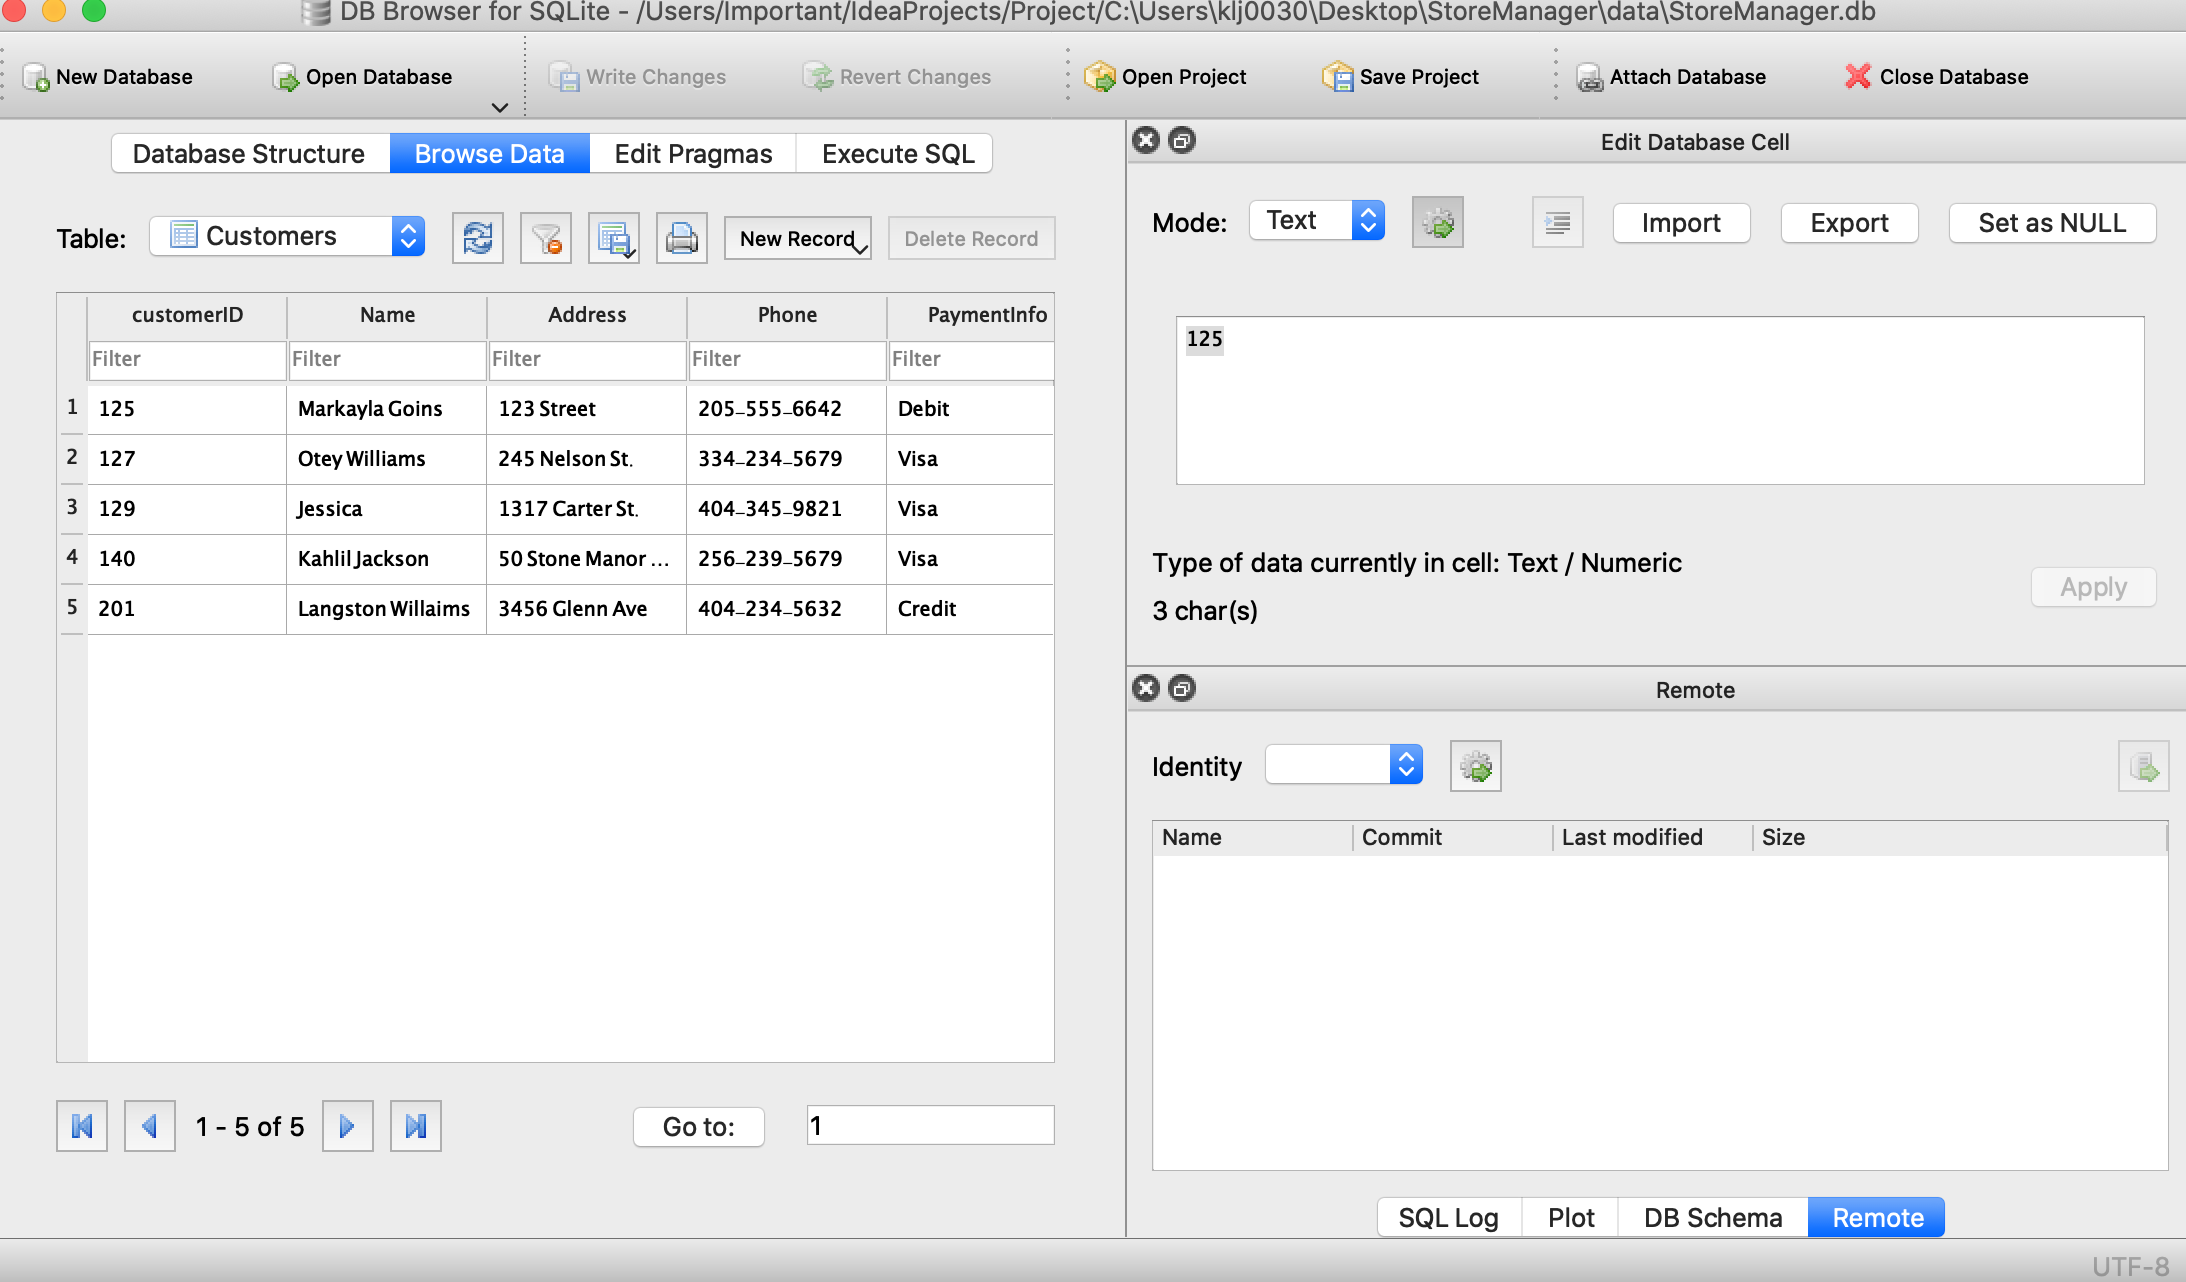 DB Browser for SQLite - /Users/Important/IdeaProjects/Project/C:\Users\klj0030\Desktop\StoreManager\data\StoreManager.db
New Database Open Database Write Changes Revert Changes Open Project Save Project Attach Database Close Database
Database Structure Browse Data Edit Pragmas Execute SQL
Table: Customers New Record Delete Record
customerID Name Address Phone PaymentInfo
Filter Filter Filter Filter Filter
1 125 Markayla Goins 123 Street 205-555-6642 Debit
2 127 Otey Williams 245 Nelson St. 334-234-5679 Visa
3 129 Jessica 1317 Carter St. 404-345-9821 Visa
4 140 Kahlil Jackson 50 Stone Manor ... 256-239-5679 Visa
5 201 Langston Willaims 3456 Glenn Ave 404-234-5632 Credit
1 - 5 of 5 Go to: 1
Edit Database Cell
Mode: Text Import Export Set as NULL
125
Type of data currently in cell: Text / Numeric
3 char(s)
Apply
Remote
Identity
Name Commit Last modified Size
SQL Log Plot DB Schema Remote
UTF-8